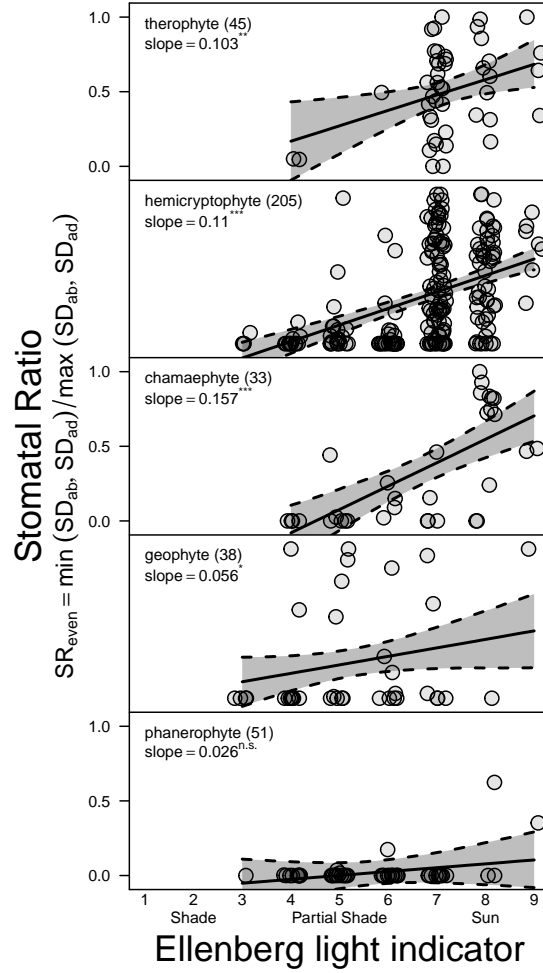 therophyte (45)
slope = 0.103**
1.0
0.5
0.0
hemicryptophyte (205)
slope = 0.11***
chamaephyte (33)
slope = 0.157***
1.0
0.5
0.0
geophyte (38)
slope = 0.056*
phanerophyte (51)
slope = 0.026n.s.
1.0
0.5
0.0
Stomatal Ratio
SReven = min (SDab, SDad) / max (SDab, SDad)
1 2 3 4 5 6 7 8 9
Shade Partial Shade Sun
Ellenberg light indicator